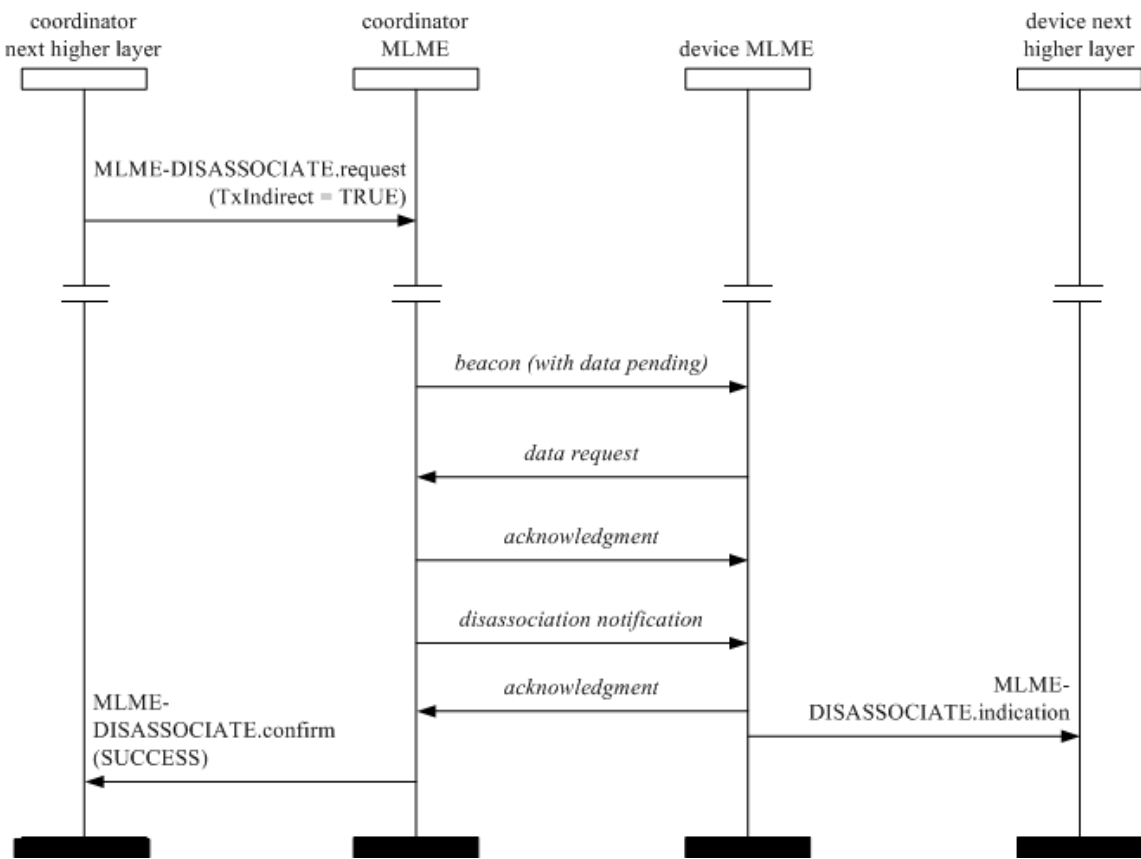 coordinator
next higher layer
coordinator
MLME
device MLME
device next
higher layer
MLME-DISASSOCIATE.request
(TxIndirect = TRUE)
beacon (with data pending)
data request
acknowledgment
disassociation notification
acknowledgment
MLME-
DISASSOCIATE.indication
MLME-
DISASSOCIATE.confirm
(SUCCESS)